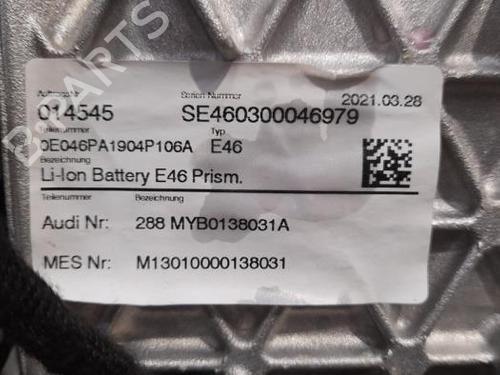 Auftrags Nr Serien Nummer 2021.03.28
014545 SE460300046979
Teilenummer Typ
0E046PA1904P106A E46
Bezeichnung
Li-Ion Battery E46 Prism.
Teilenummer Bezeichnung
Audi Nr: 288 MYB0138031A
MES Nr: M13010000138031
B-PARTS